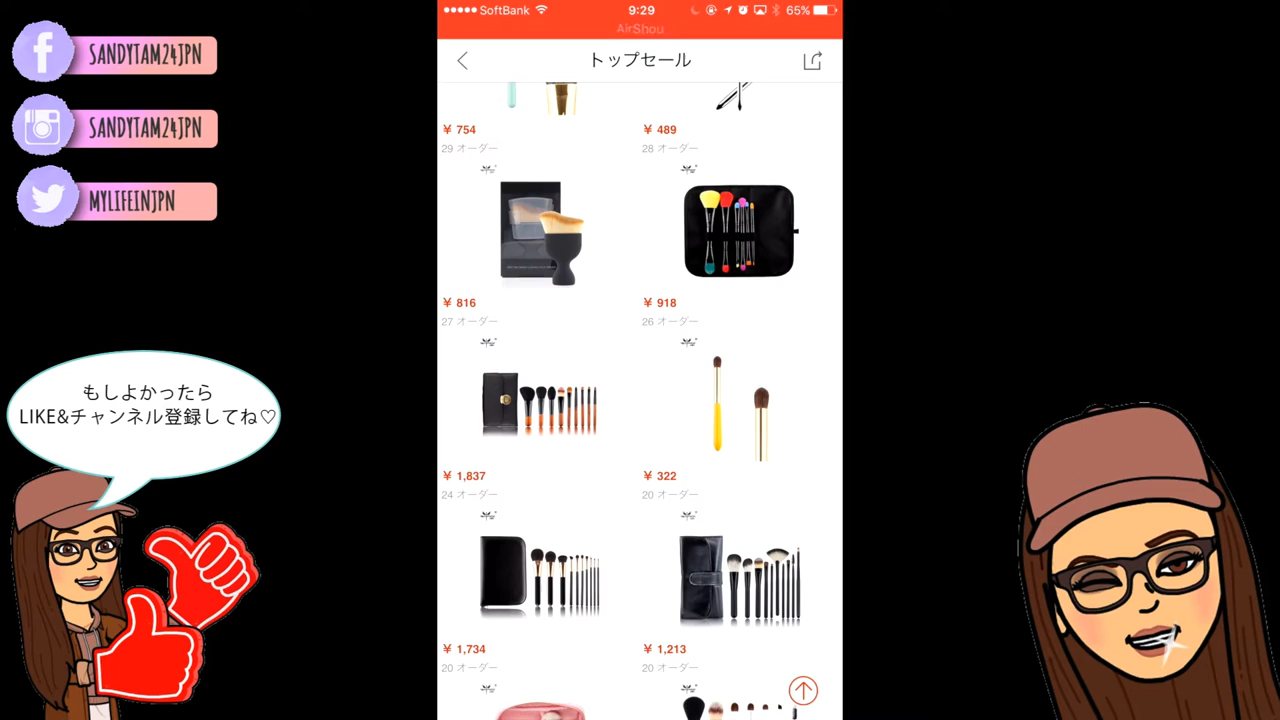 SANDYTAM24JPN
SANDYTAM24JPN
MYLIFEINJPN
もしよかったら
LIKE&チャンネル登録してね♡
SoftBank
9:29
65%
AirShou
トップセール
¥ 754
29 オーダー
¥ 489
28 オーダー
¥ 816
27 オーダー
¥ 918
26 オーダー
¥ 1,837
24 オーダー
¥ 322
20 オーダー
¥ 1,734
20 オーダー
¥ 1,213
20 オーダー